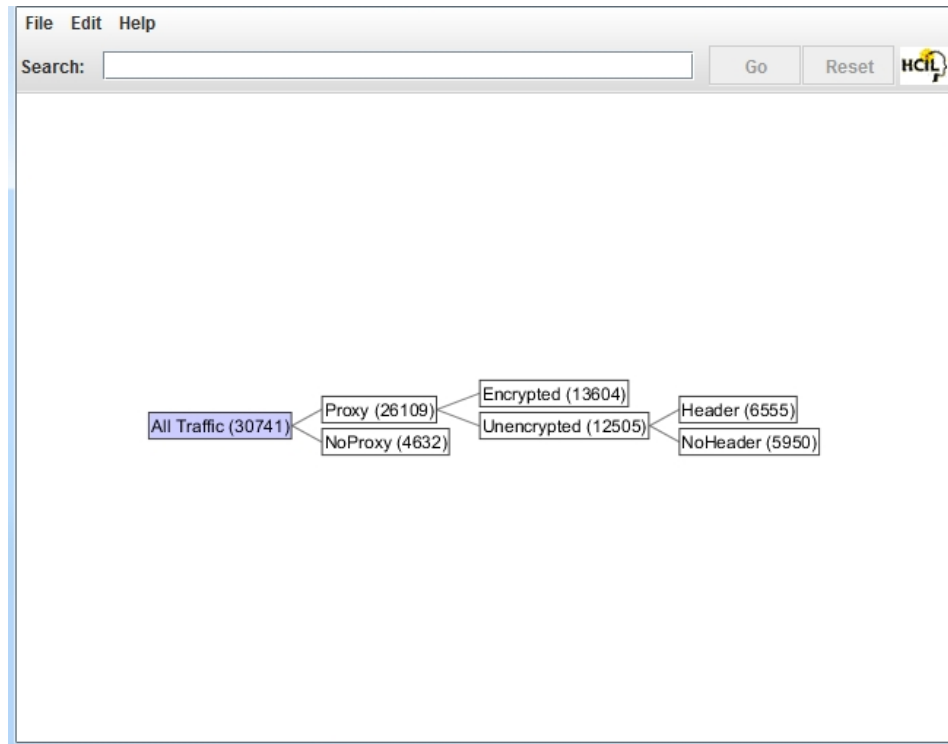 File Edit Help
Search: Go Reset HCIL
Encrypted (13604)
Proxy (26109) Header (6555)
All Traffic (30741) Unencrypted (12505)
NoProxy (4632) NoHeader (5950)